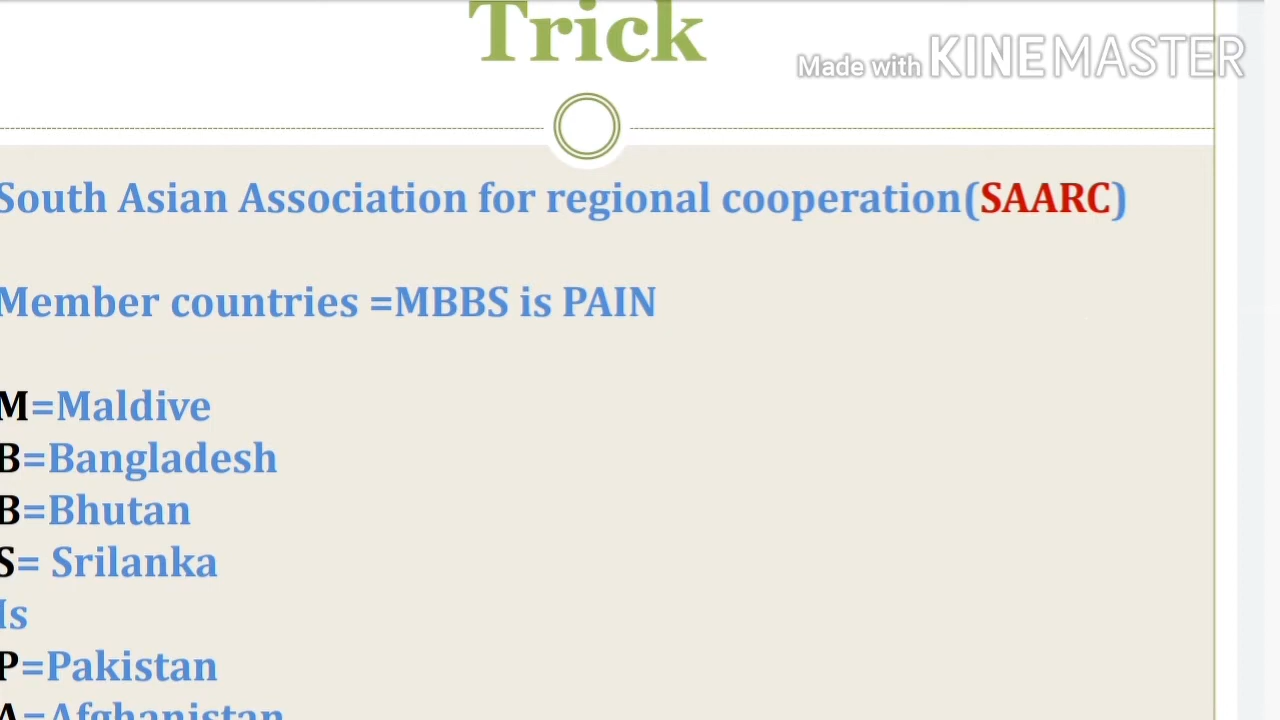 Trick
Made with KINEMASTER
South Asian Association for regional cooperation(SAARC)
Member countries =MBBS is PAIN
M=Maldive
B=Bangladesh
B=Bhutan
S= Srilanka
Is
P=Pakistan
A=Afghanistan